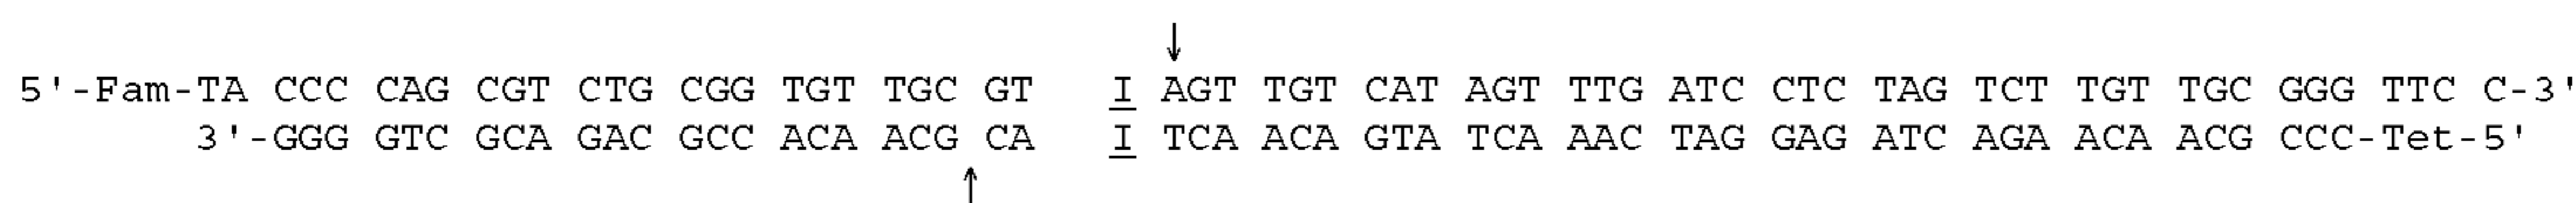 5'-Fam-TA CCC CAG CGT CTG CGG TGT TGC GT I AGT TGT CAT AGT TTG ATC CTC TAG TCT TGT TGC GGG TTC C-3'
3'-GGG GTC GCA GAC GCC ACA ACG CA I TCA ACA GTA TCA AAC TAG GAG ATC AGA ACA ACG CCC-Tet-5'